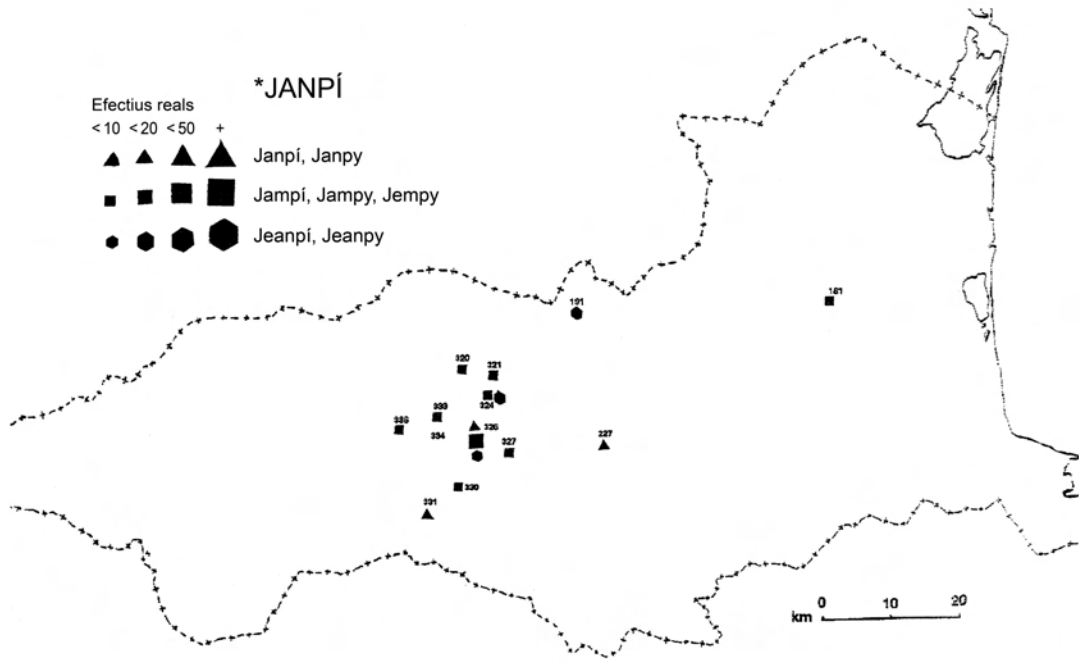 *JANPÍ
Efectius reals
<10 <20 <50 +
Janpí, Janpy
Jampí, Jampy, Jempy
Jeanpí, Jeanpy
191
181
320
321
324
333
336
334
326
327
227
330
331
km 0 10 20